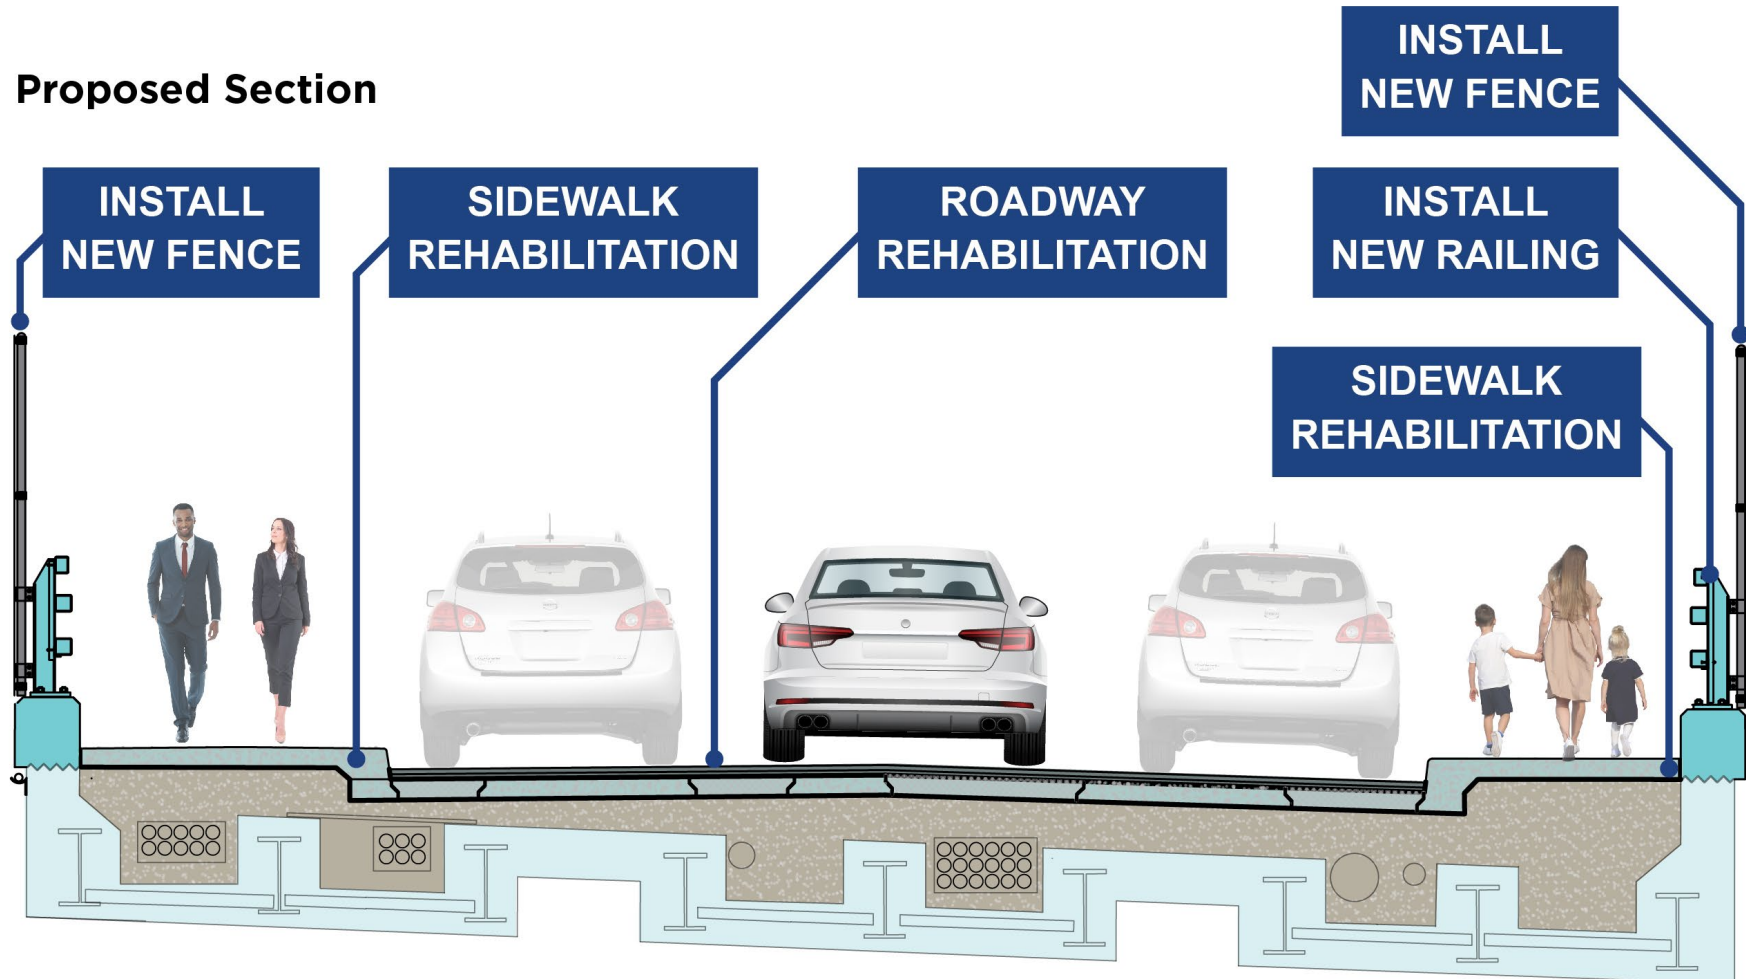 Proposed Section
INSTALL
NEW FENCE
SIDEWALK
REHABILITATION
ROADWAY
REHABILITATION
INSTALL
NEW FENCE
INSTALL
NEW RAILING
SIDEWALK
REHABILITATION